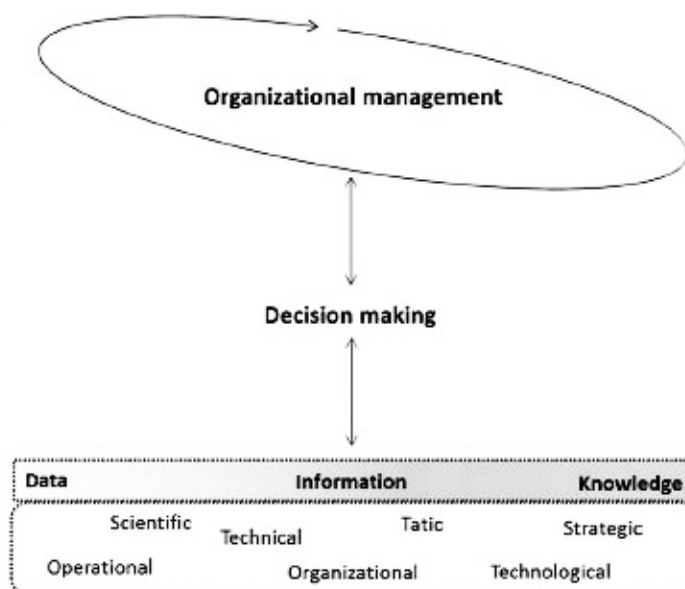 Organizational management
Decision making
Data Information Knowledge
Scientific Technical Tatic Strategic
Operational Organizational Technological